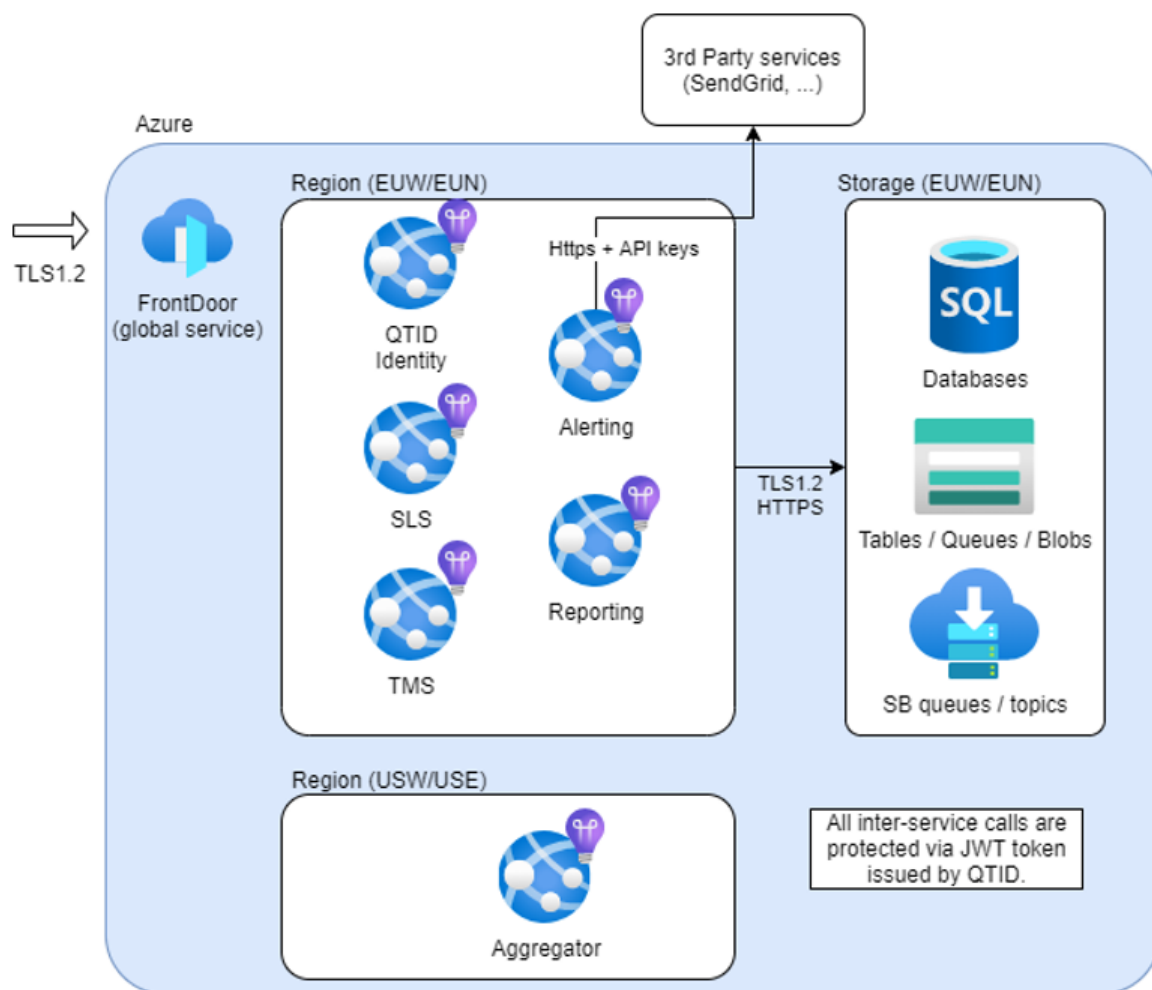 3rd Party services
(SendGrid, ...)
Azure
Region (EUW/EUN)
Storage (EUW/EUN)
TLS1.2
FrontDoor
(global service)
QTID
Identity
Http​s + API keys
Alerting
SLS
Reporting
TMS
TLS1.2
HTTPS
SQL
Databases
Tables / Queues / Blobs
SB queues / topics
Region (USW/USE)
Aggregator
All inter-service calls are
protected via JWT token
issued by QTID.